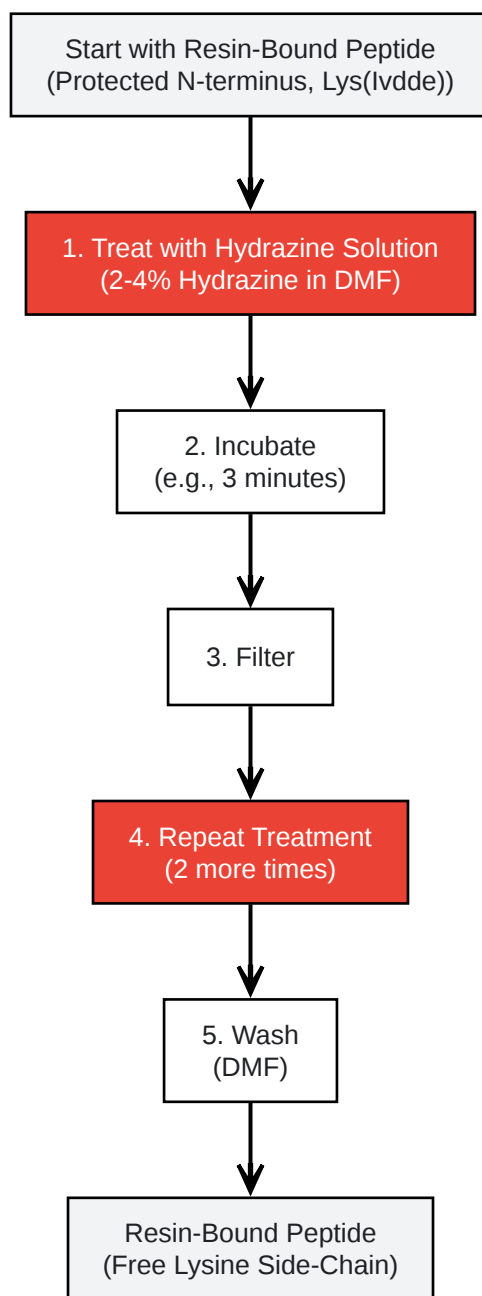 Start with Resin-Bound Peptide
(Protected N-terminus, Lys(Ivdde))
1. Treat with Hydrazine Solution
(2-4% Hydrazine in DMF)
2. Incubate
(e.g., 3 minutes)
3. Filter
4. Repeat Treatment
(2 more times)
5. Wash
(DMF)
Resin-Bound Peptide
(Free Lysine Side-Chain)